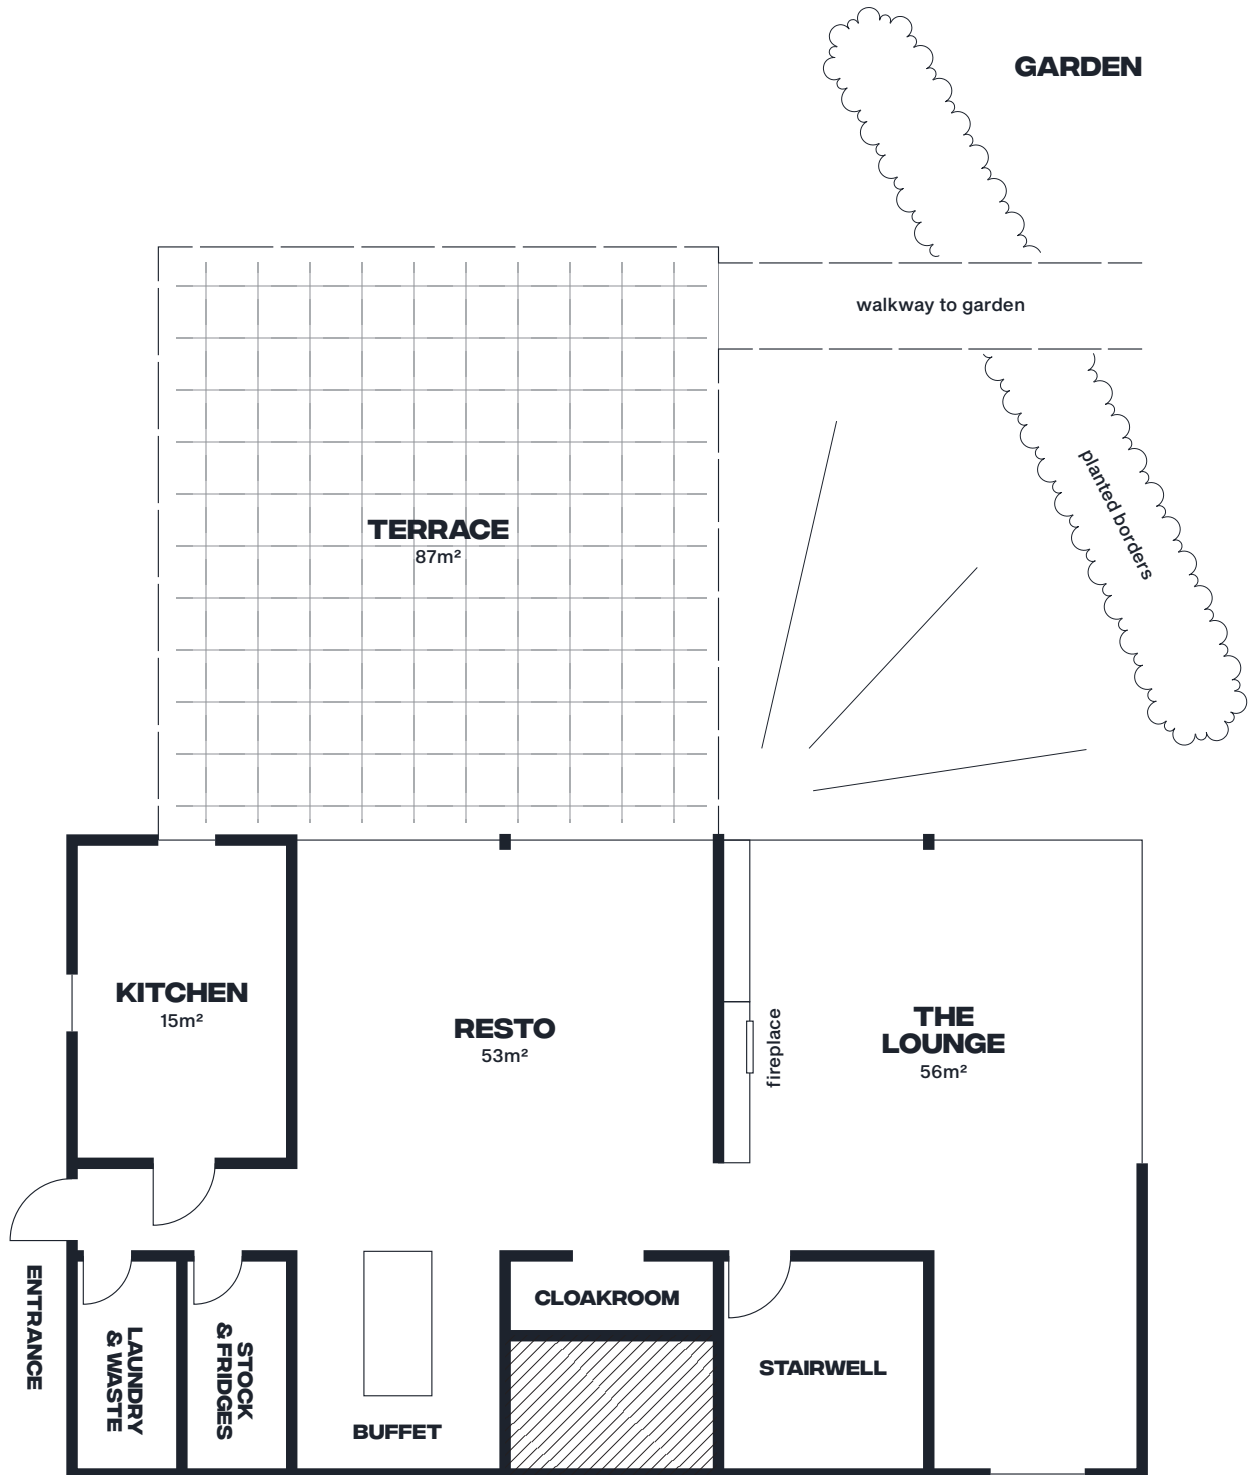 GARDEN
walkway to garden
planted borders
TERRACE
87m²
KITCHEN
15m²
RESTO
53m²
fireplace
THE
LOUNGE
56m²
ENTRANCE
LAUNDRY
& WASTE
STOCK
& FRIDGES
BUFFET
CLOAKROOM
STAIRWELL